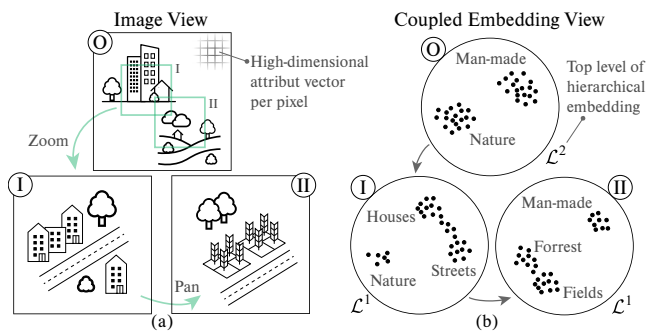 Image View
O
I
II
High-dimensional
attribut vector
per pixel
Zoom
I
II
Pan
(a)
Coupled Embedding View
O
Man-made
Nature
Top level of
hierarchical
embedding
ℒ²
I
Houses
Nature
Streets
ℒ¹
II
Man-made
Forrest
Fields
ℒ¹
(b)